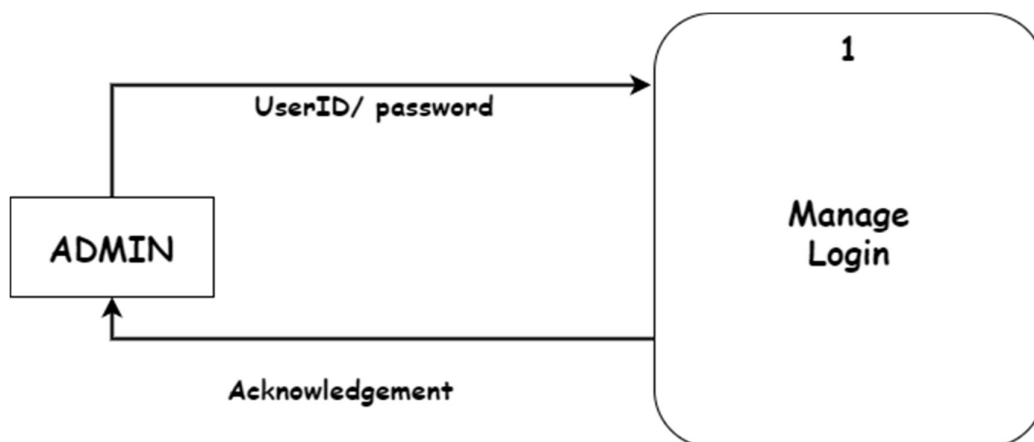 1
UserID/ password
Manage
Login
ADMIN
Acknowledgement